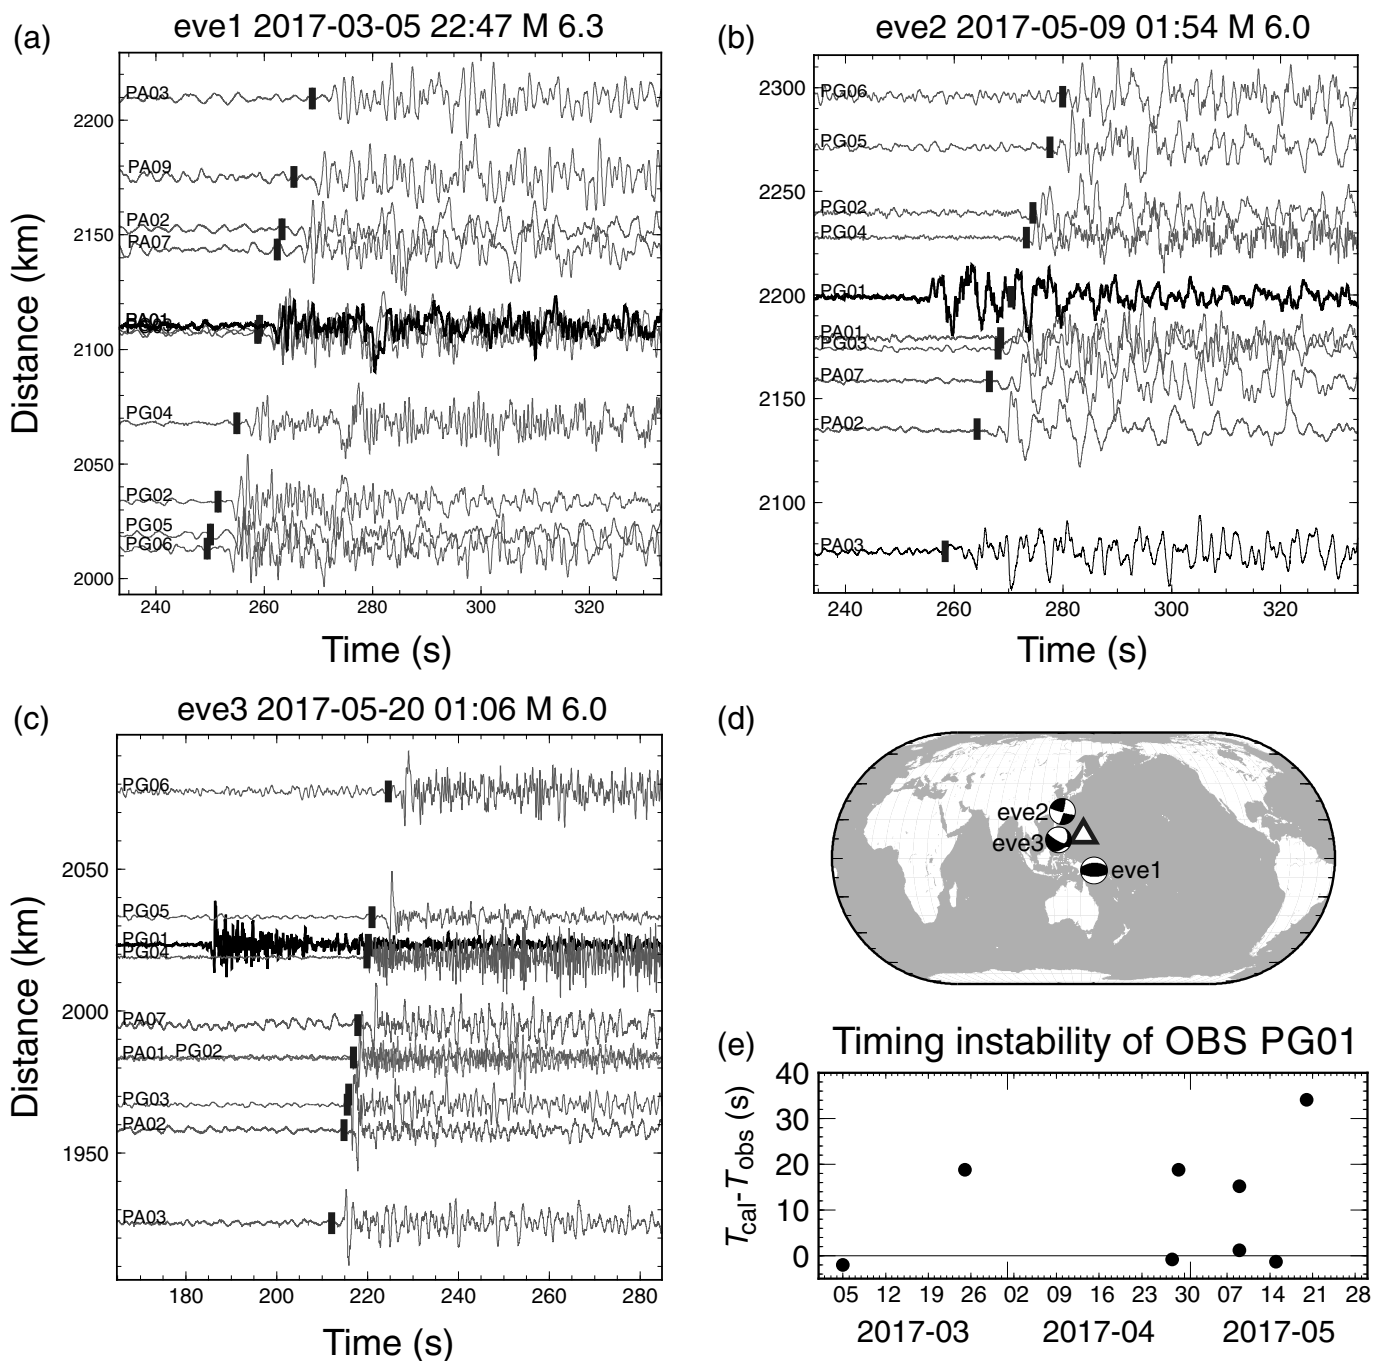 (a)
eve1 2017-03-05 22:47 M 6.3
PA03
PA09
PA02
PA07
PA01
PG04
PG02
PG05
PG06
2200
2150
2100
2050
2000
240 260 280 300 320
Distance (km)
Time (s)
(b)
eve2 2017-05-09 01:54 M 6.0
PG06
PG05
PG02
PG04
PG01
PA01
PG03
PA07
PA02
PA03
2300
2250
2200
2150
2100
240 260 280 300 320
Time (s)
(c)
eve3 2017-05-20 01:06 M 6.0
PG06
PG05
PG01
PG04
PA07
PA01 PG02
PG03
PA02
PA03
2050
2000
1950
180 200 220 240 260 280
Distance (km)
Time (s)
(d)
eve2
eve3
eve1
(e)
Timing instability of OBS PG01
40
30
20
10
0
Tcal-Tobs (s)
05 12 19 26 02 09 16 23 30 07 14 21 28
2017-03 2017-04 2017-05